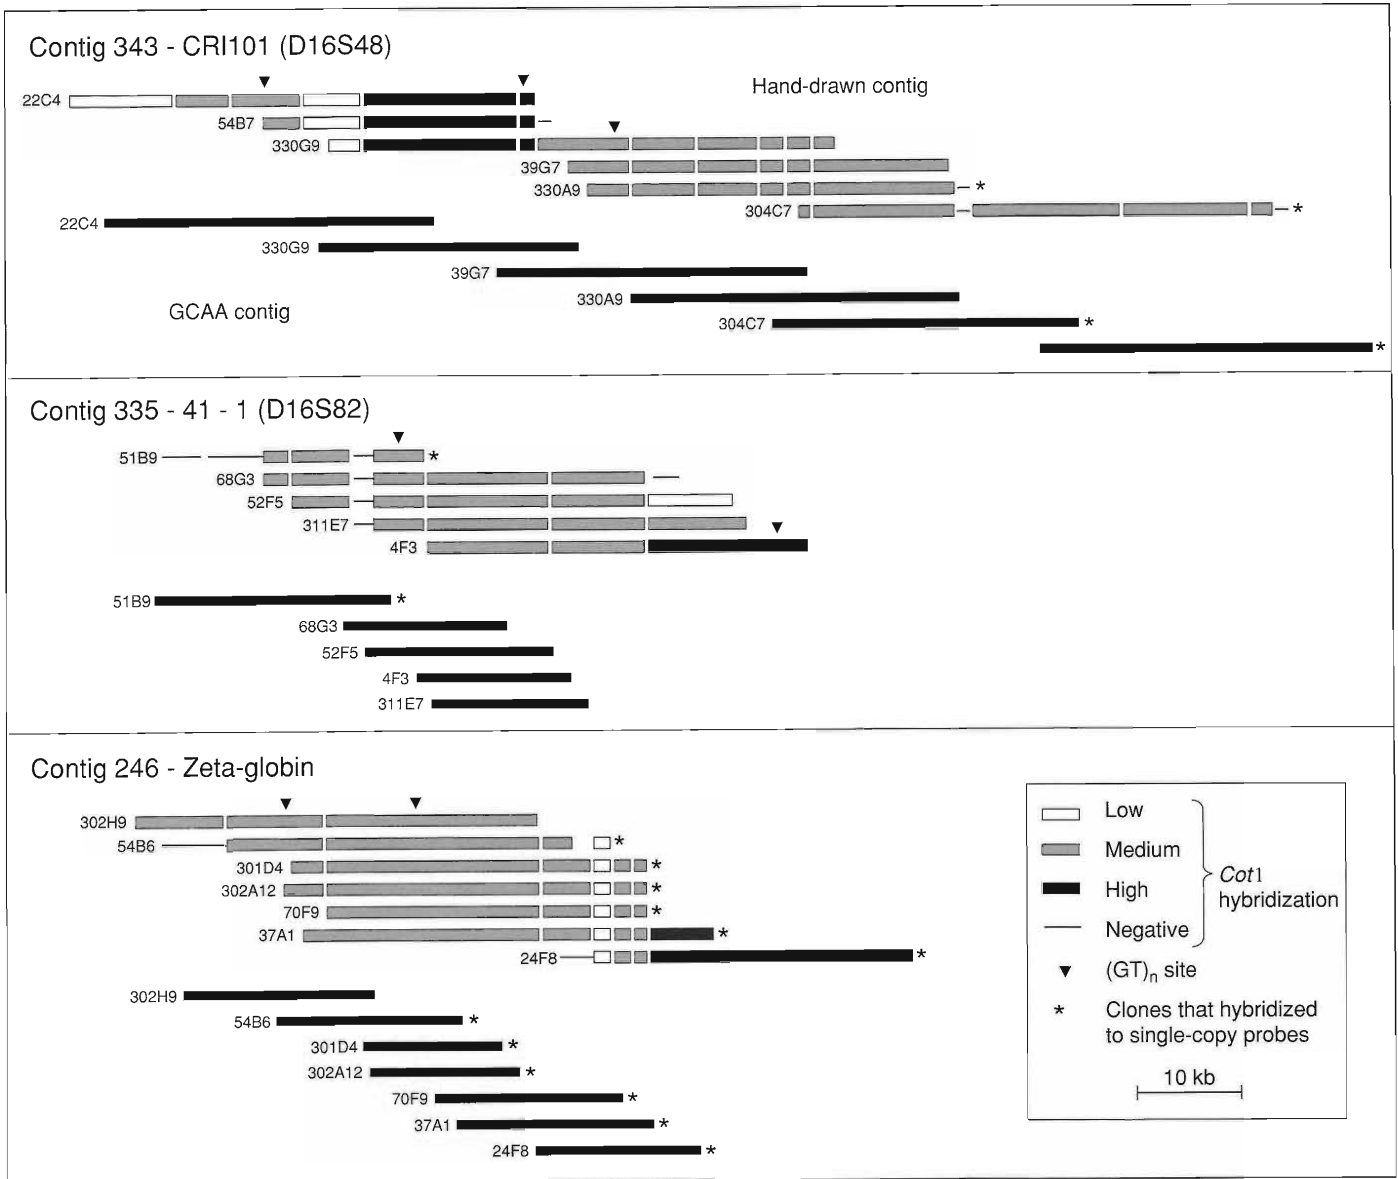 Contig 343 - CRI101 (D16S48)
Hand-drawn contig
22C4
54B7 –
330G9
39G7
330A9 *
304C7 *
22C4
330G9
39G7
330A9
GCAA contig
304C7 *
*
Contig 335 - 41 - 1 (D16S82)
51B9 *
68G3
52F5
311E7
4F3
51B9 *
68G3
52F5
4F3
311E7
Contig 246 - Zeta-globin
302H9
54B6 *
301D4 *
302A12 *
70F9 *
37A1 *
24F8 *
302H9
54B6 *
301D4 *
302A12 *
70F9 *
37A1 *
24F8 *
Low
Medium
High
Negative
Cot1
hybridization
(GT)n site
* Clones that hybridized
to single-copy probes
10 kb